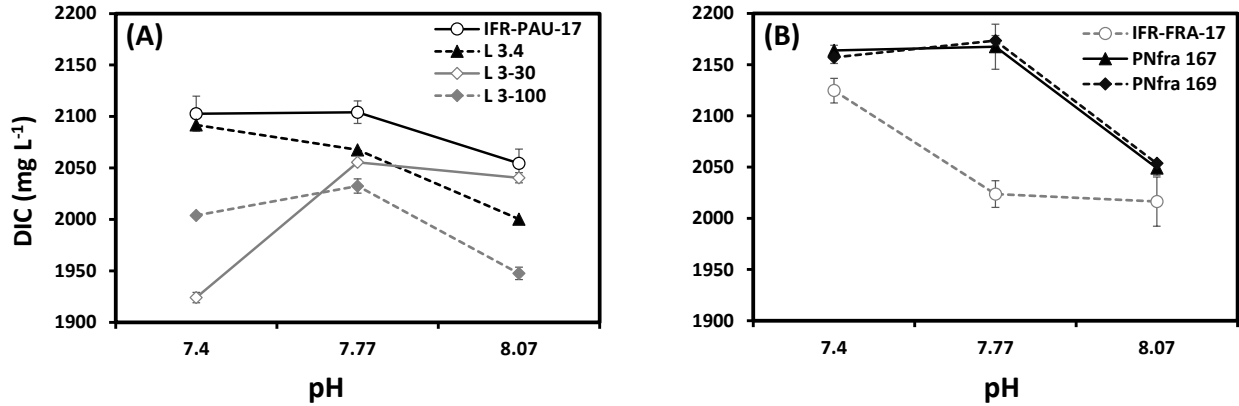 (A)
IFR-PAU-17
L 3.4
L 3-30
L 3-100
2200
2150
2100
2050
2000
1950
1900
DIC (mg L-1)
7.4 7.77 8.07
pH
(B)
IFR-FRA-17
PNfra 167
PNfra 169
2200
2150
2100
2050
2000
1950
1900
7.4 7.77 8.07
pH